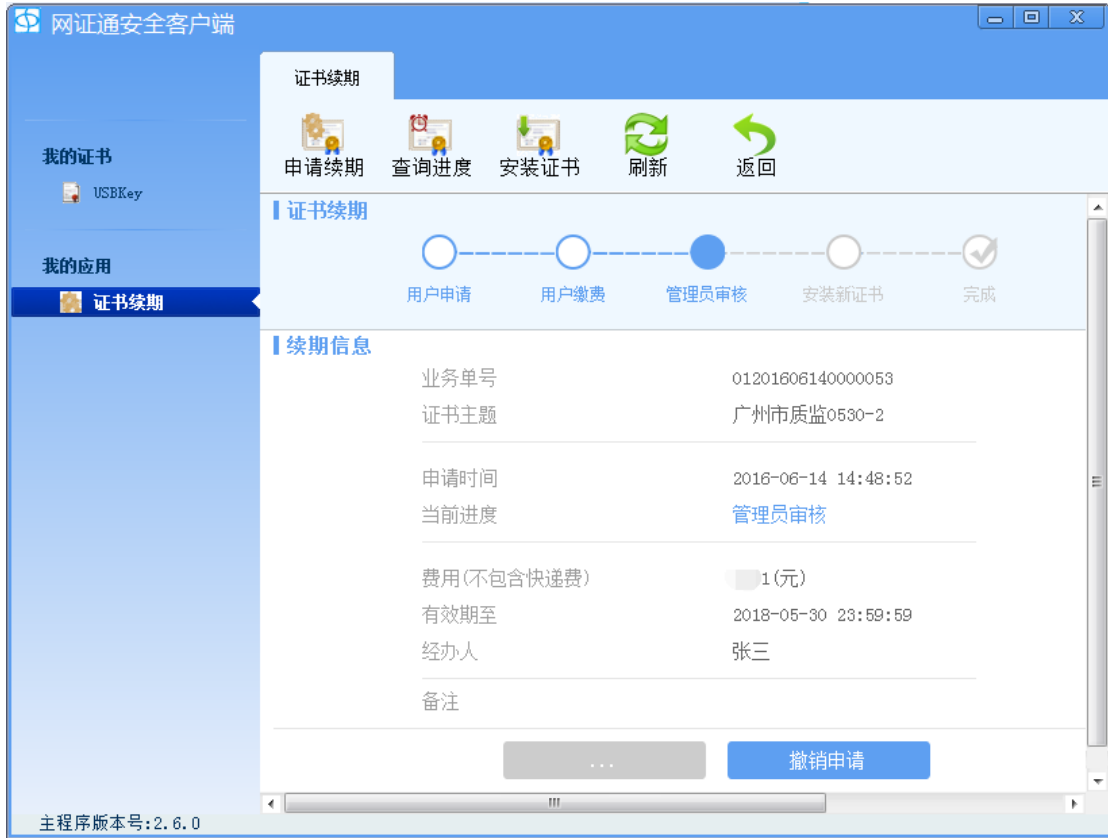 网证通安全客户端
证书续期
申请续期 查询进度 安装证书 刷新 返回
我的证书
USBKey
我的应用
证书续期
证书续期
用户申请 用户缴费 管理员审核 安装新证书 完成
续期信息
业务单号 01201606140000053
证书主题 广州市质监0530-2
申请时间 2016-06-14 14:48:52
当前进度 管理员审核
费用(不包含快递费) 1(元)
有效期至 2018-05-30 23:59:59
经办人 张三
备注
... 撤销申请
主程序版本号:2.6.0